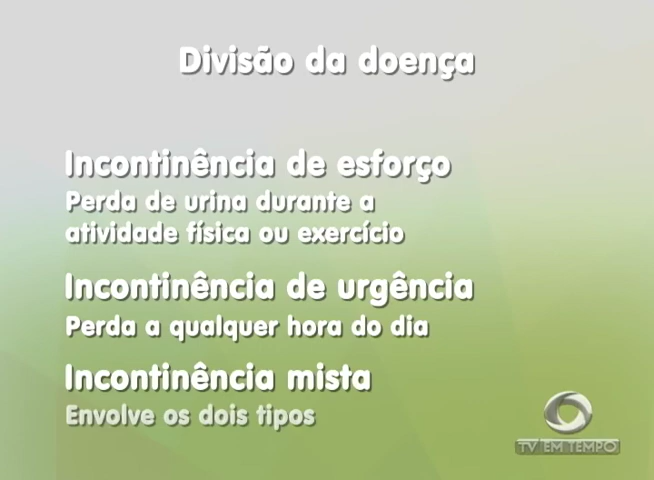 Divisão da doença
Incontinência de esforço
Perda de urina durante a
atividade física ou exercício
Incontinência de urgência
Perda a qualquer hora do dia
Incontinência mista
Envolve os dois tipos
TV EM TEMPO